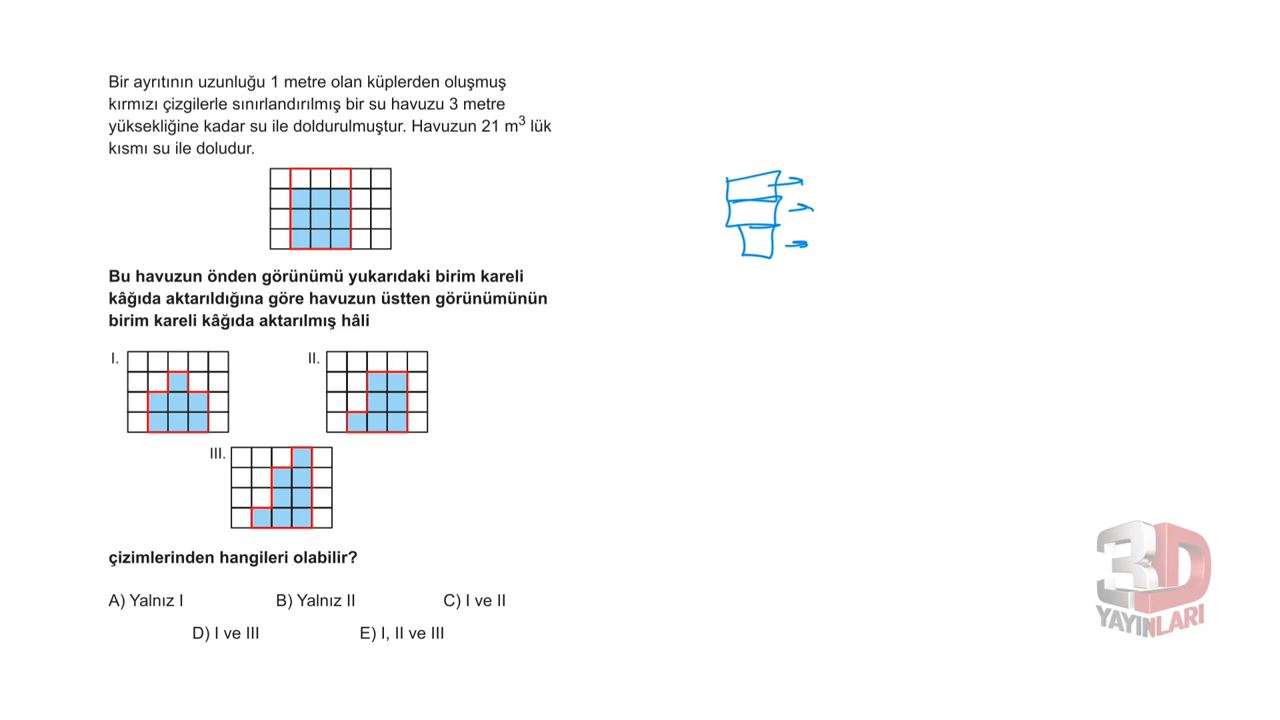 Bir ayrıtının uzunluğu 1 metre olan küplerden oluşmuş
kırmızı çizgilerle sınırlandırılmış bir su havuzu 3 metre
yüksekliğine kadar su ile doldurulmuştur. Havuzun 21 m³ lük
kısmı su ile doludur.
Bu havuzun önden görünümü yukarıdaki birim kareli
kâğıda aktarıldığına göre havuzun üstten görünümünün
birim kareli kâğıda aktarılmış hâli
I. II.
III.
çizimlerinden hangileri olabilir?
A) Yalnız I B) Yalnız II C) I ve II
D) I ve III E) I, II ve III
3D
YAYINLARI